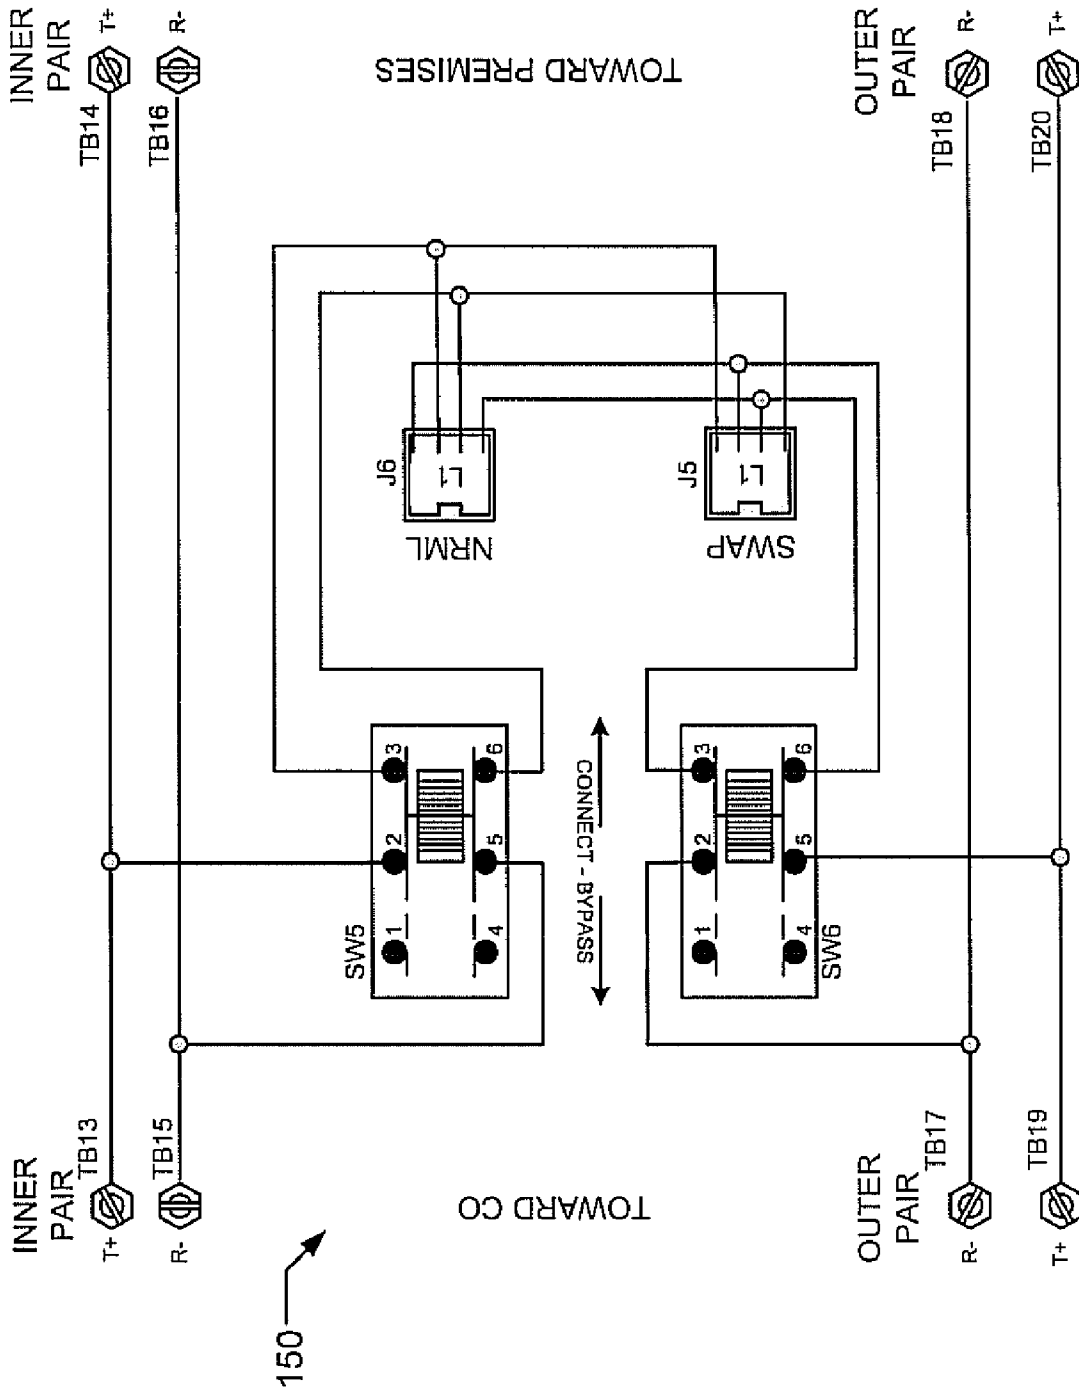 INNER
PAIR
T+
TB14
R-
TB16
TOWARD PREMISES
OUTER
PAIR
R-
TB18
T+
TB20
J6
L1
NRML
J5
L1
SWAP
SW5
1
2
3
4
5
6
CONNECT - BYPASS
SW6
1
2
3
4
5
6
INNER
PAIR
T+
TB13
R-
TB15
TOWARD CO
OUTER
PAIR
R-
TB17
T+
TB19
150